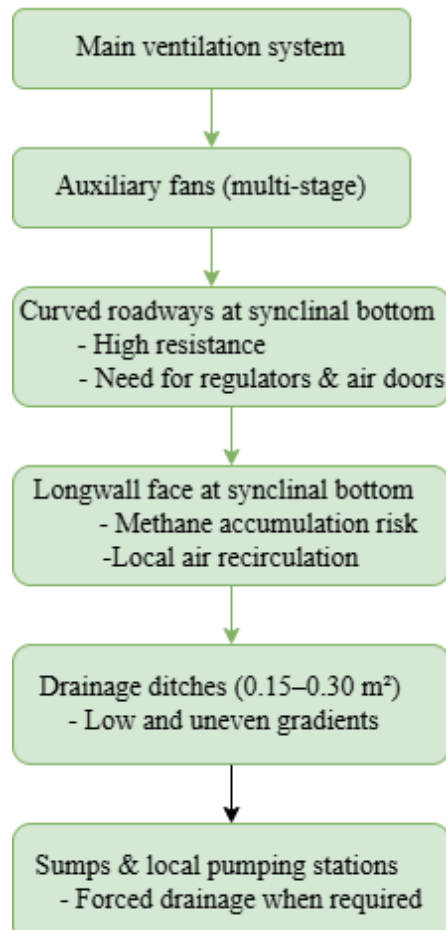 Main ventilation system
Auxiliary fans (multi-stage)
Curved roadways at synclinal bottom
- High resistance
- Need for regulators & air doors
Longwall face at synclinal bottom
- Methane accumulation risk
-Local air recirculation
Drainage ditches (0.15–0.30 m²)
- Low and uneven gradients
Sumps & local pumping stations
- Forced drainage when required